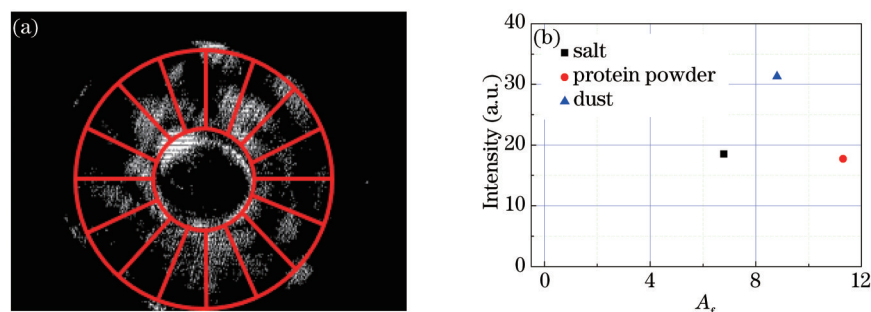 (a)
(b)
salt
protein powder
dust
Intensity (a.u.)
40
30
20
10
0
0 4 8 12